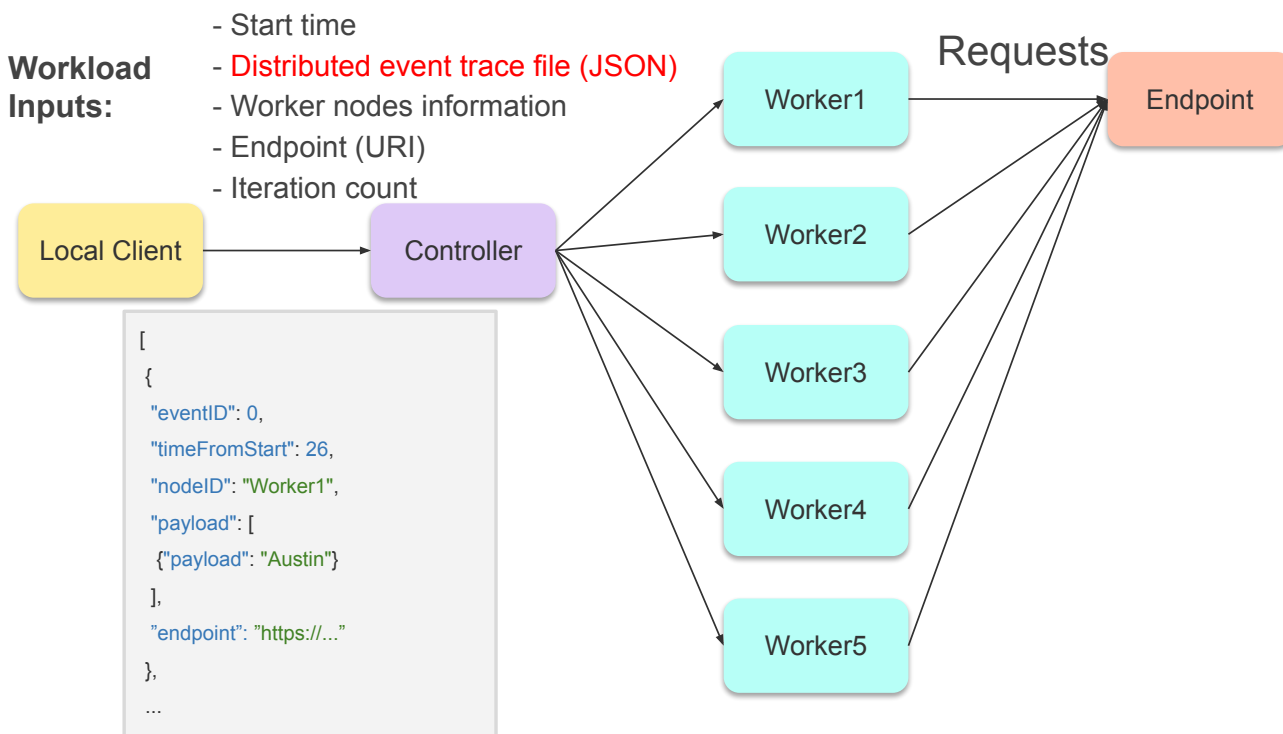 Workload
Inputs:
- Start time
- Distributed event trace file (JSON)
- Worker nodes information
- Endpoint (URI)
- Iteration count
Requests
Local Client
Controller
Worker1
Worker2
Worker3
Worker4
Worker5
Endpoint
[
{
"eventID": 0,
"timeFromStart": 26,
"nodeID": "Worker1",
"payload": [
{"payload": "Austin"}
],
”endpoint”: ”https://...”
},
...